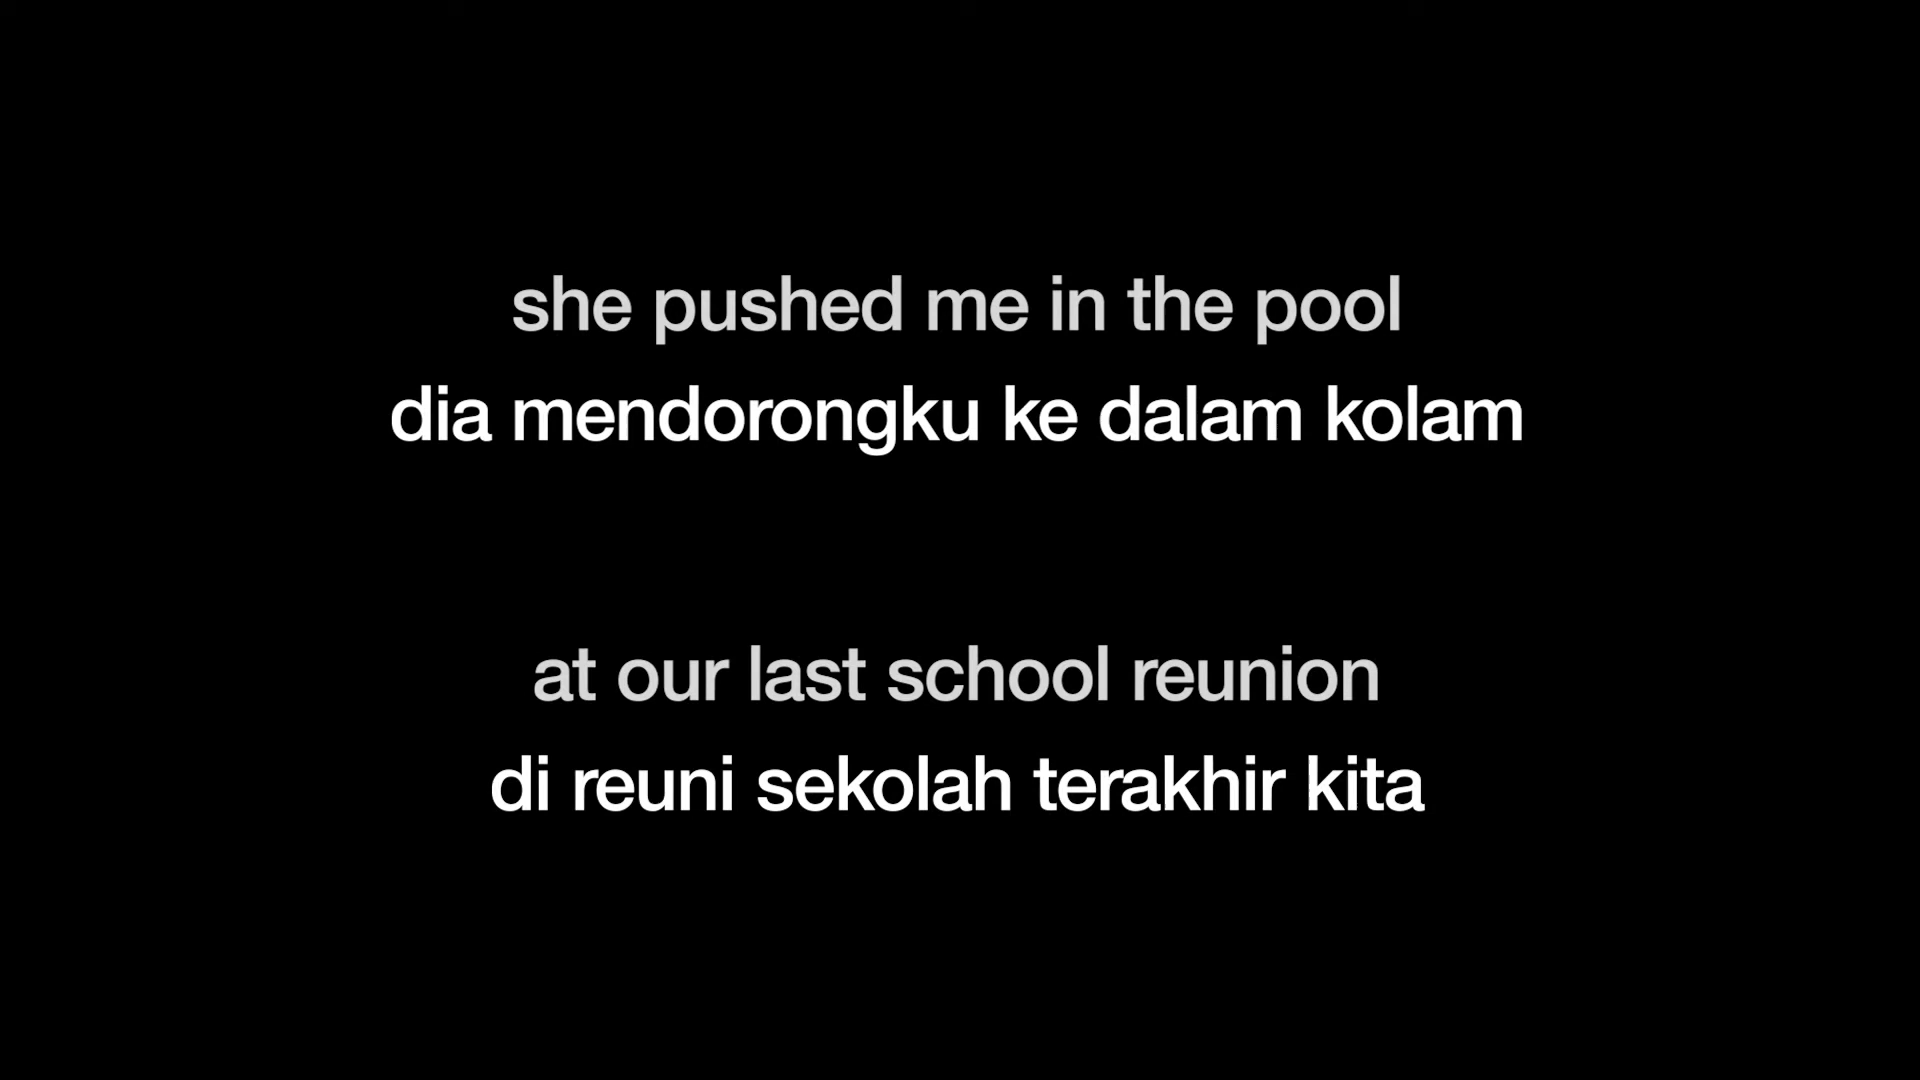 she pushed me in the pool
dia mendorongku ke dalam kolam
at our last school reunion
di reuni sekolah terakhir kita